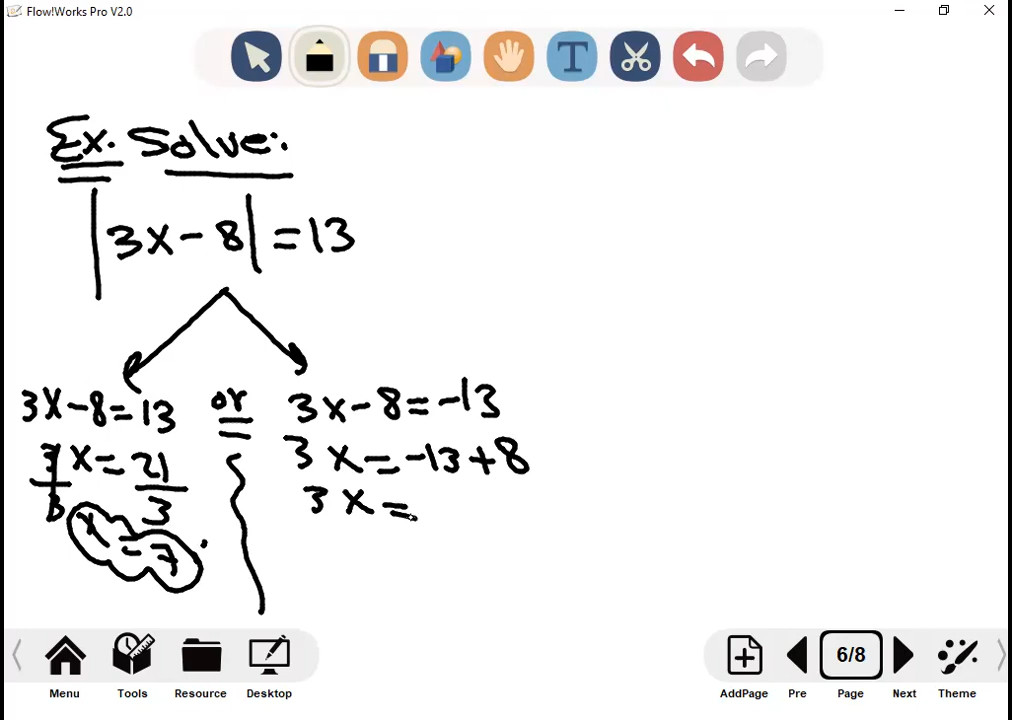 Flow!Works Pro V2.0
T
Ex. Solve:
|3x-8|=13
3x-8=13 or 3x-8=-13
3x=21 3x=-13+8
3 3 3x=
x=7
6/8
Menu Tools Resource Desktop AddPage Pre Page Next Theme